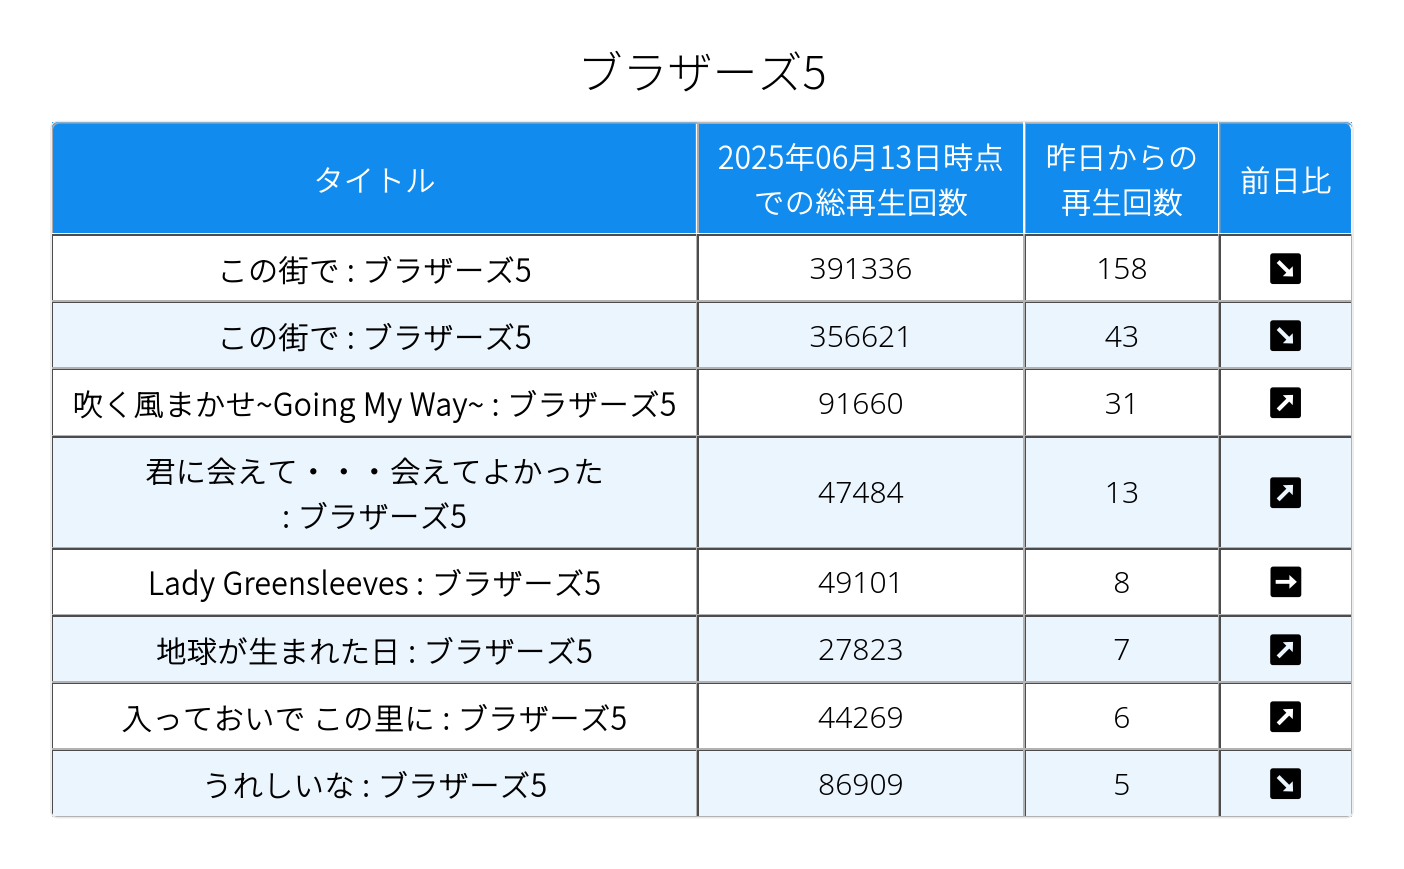 ブラザーズ5
タイトル
2025年06月13日時点
での総再生回数
昨日からの
再生回数
前日比
この街で : ブラザーズ5
391336
158
この街で : ブラザーズ5
356621
43
吹く風まかせ~Going My Way~ : ブラザーズ5
91660
31
君に会えて・・・会えてよかった
: ブラザーズ5
47484
13
Lady Greensleeves : ブラザーズ5
49101
8
地球が生まれた日 : ブラザーズ5
27823
7
入っておいで この里に : ブラザーズ5
44269
6
うれしいな : ブラザーズ5
86909
5